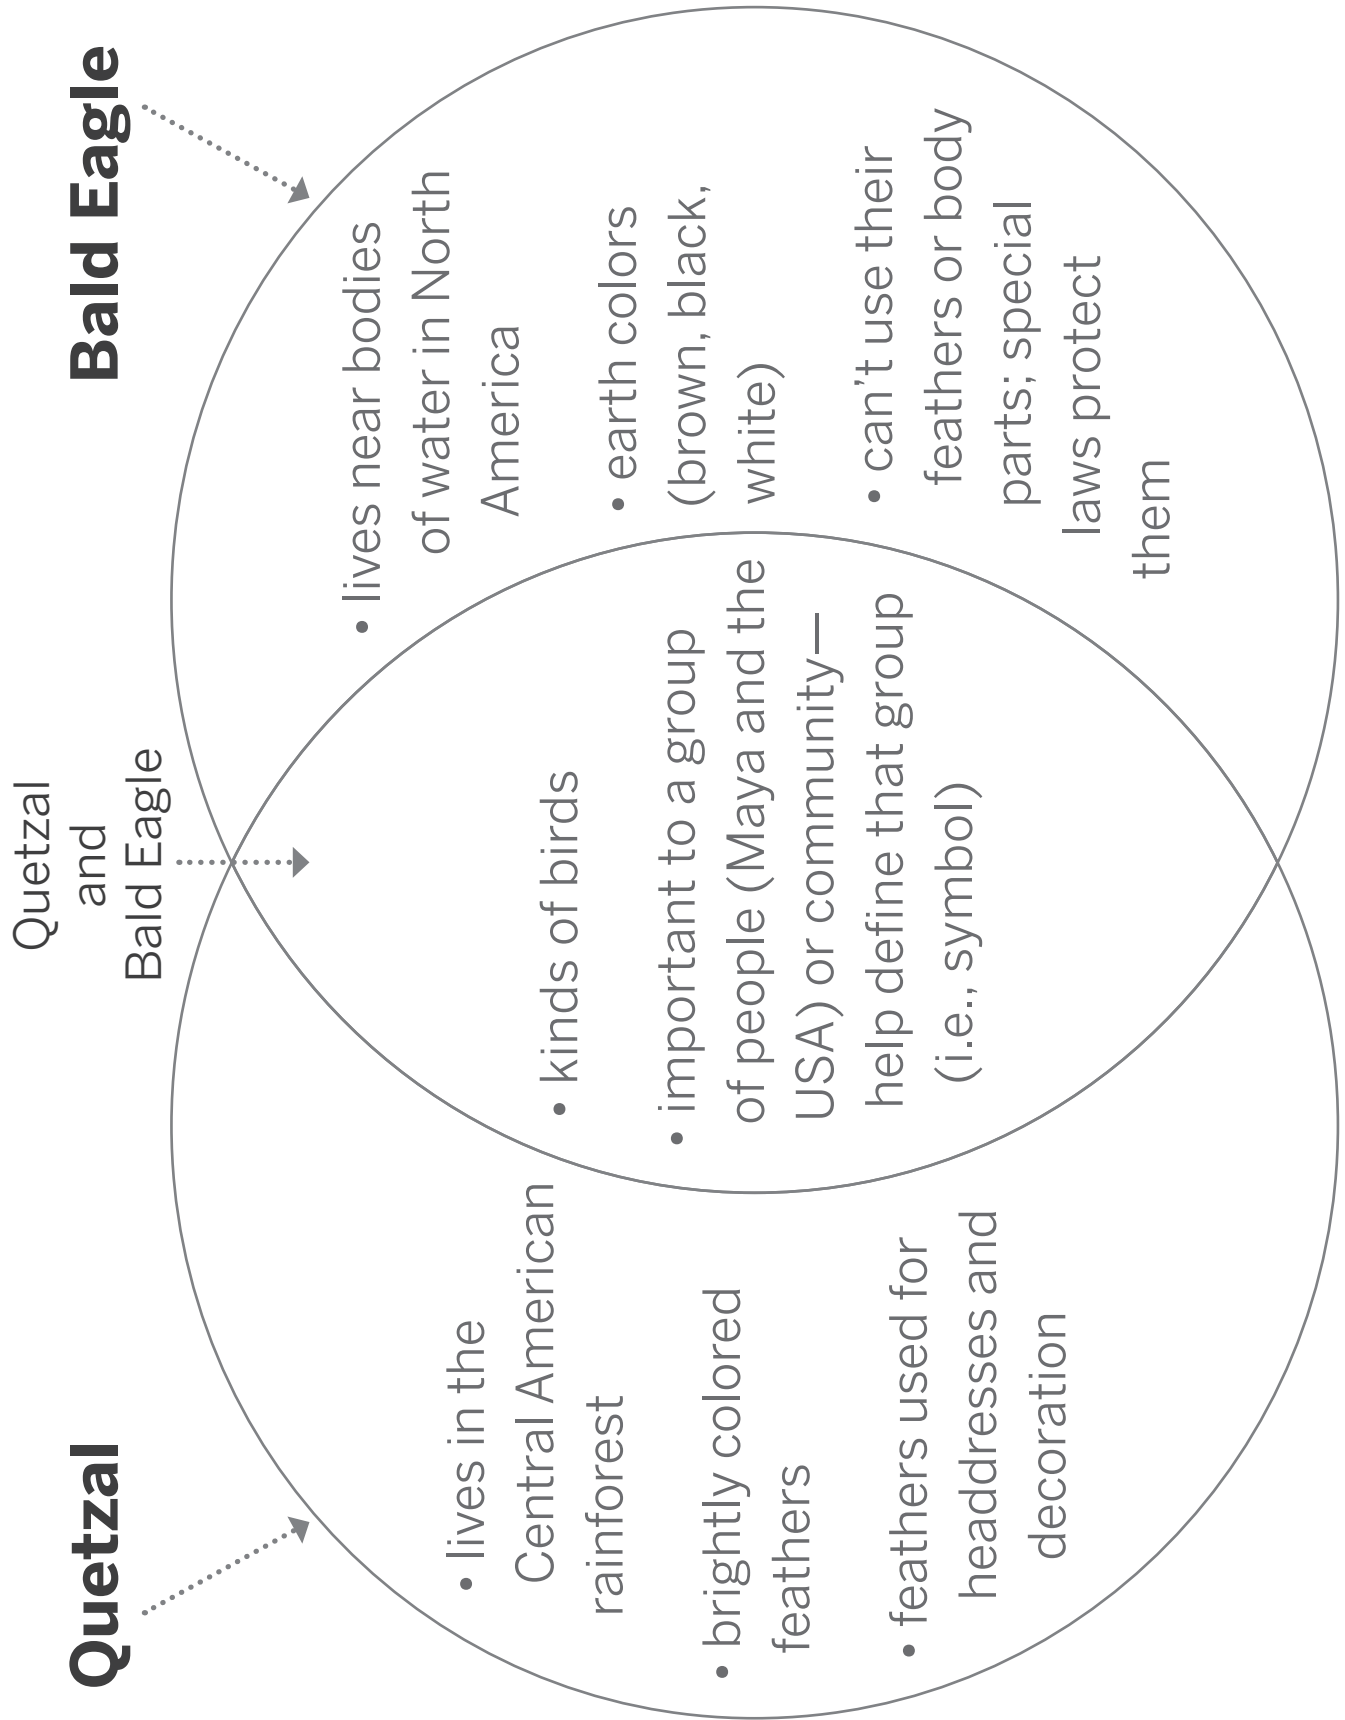 Quetzal
Quetzal
and
Bald Eagle
Bald Eagle
• lives in the
Central American
rainforest
• brightly colored
feathers
• feathers used for
headdresses and
decoration
• kinds of birds
• important to a group
of people (Maya and the
USA) or community—
help define that group
(i.e., symbol)
• lives near bodies
of water in North
America
• earth colors
(brown, black,
white)
• can't use their
feathers or body
parts; special
laws protect
them